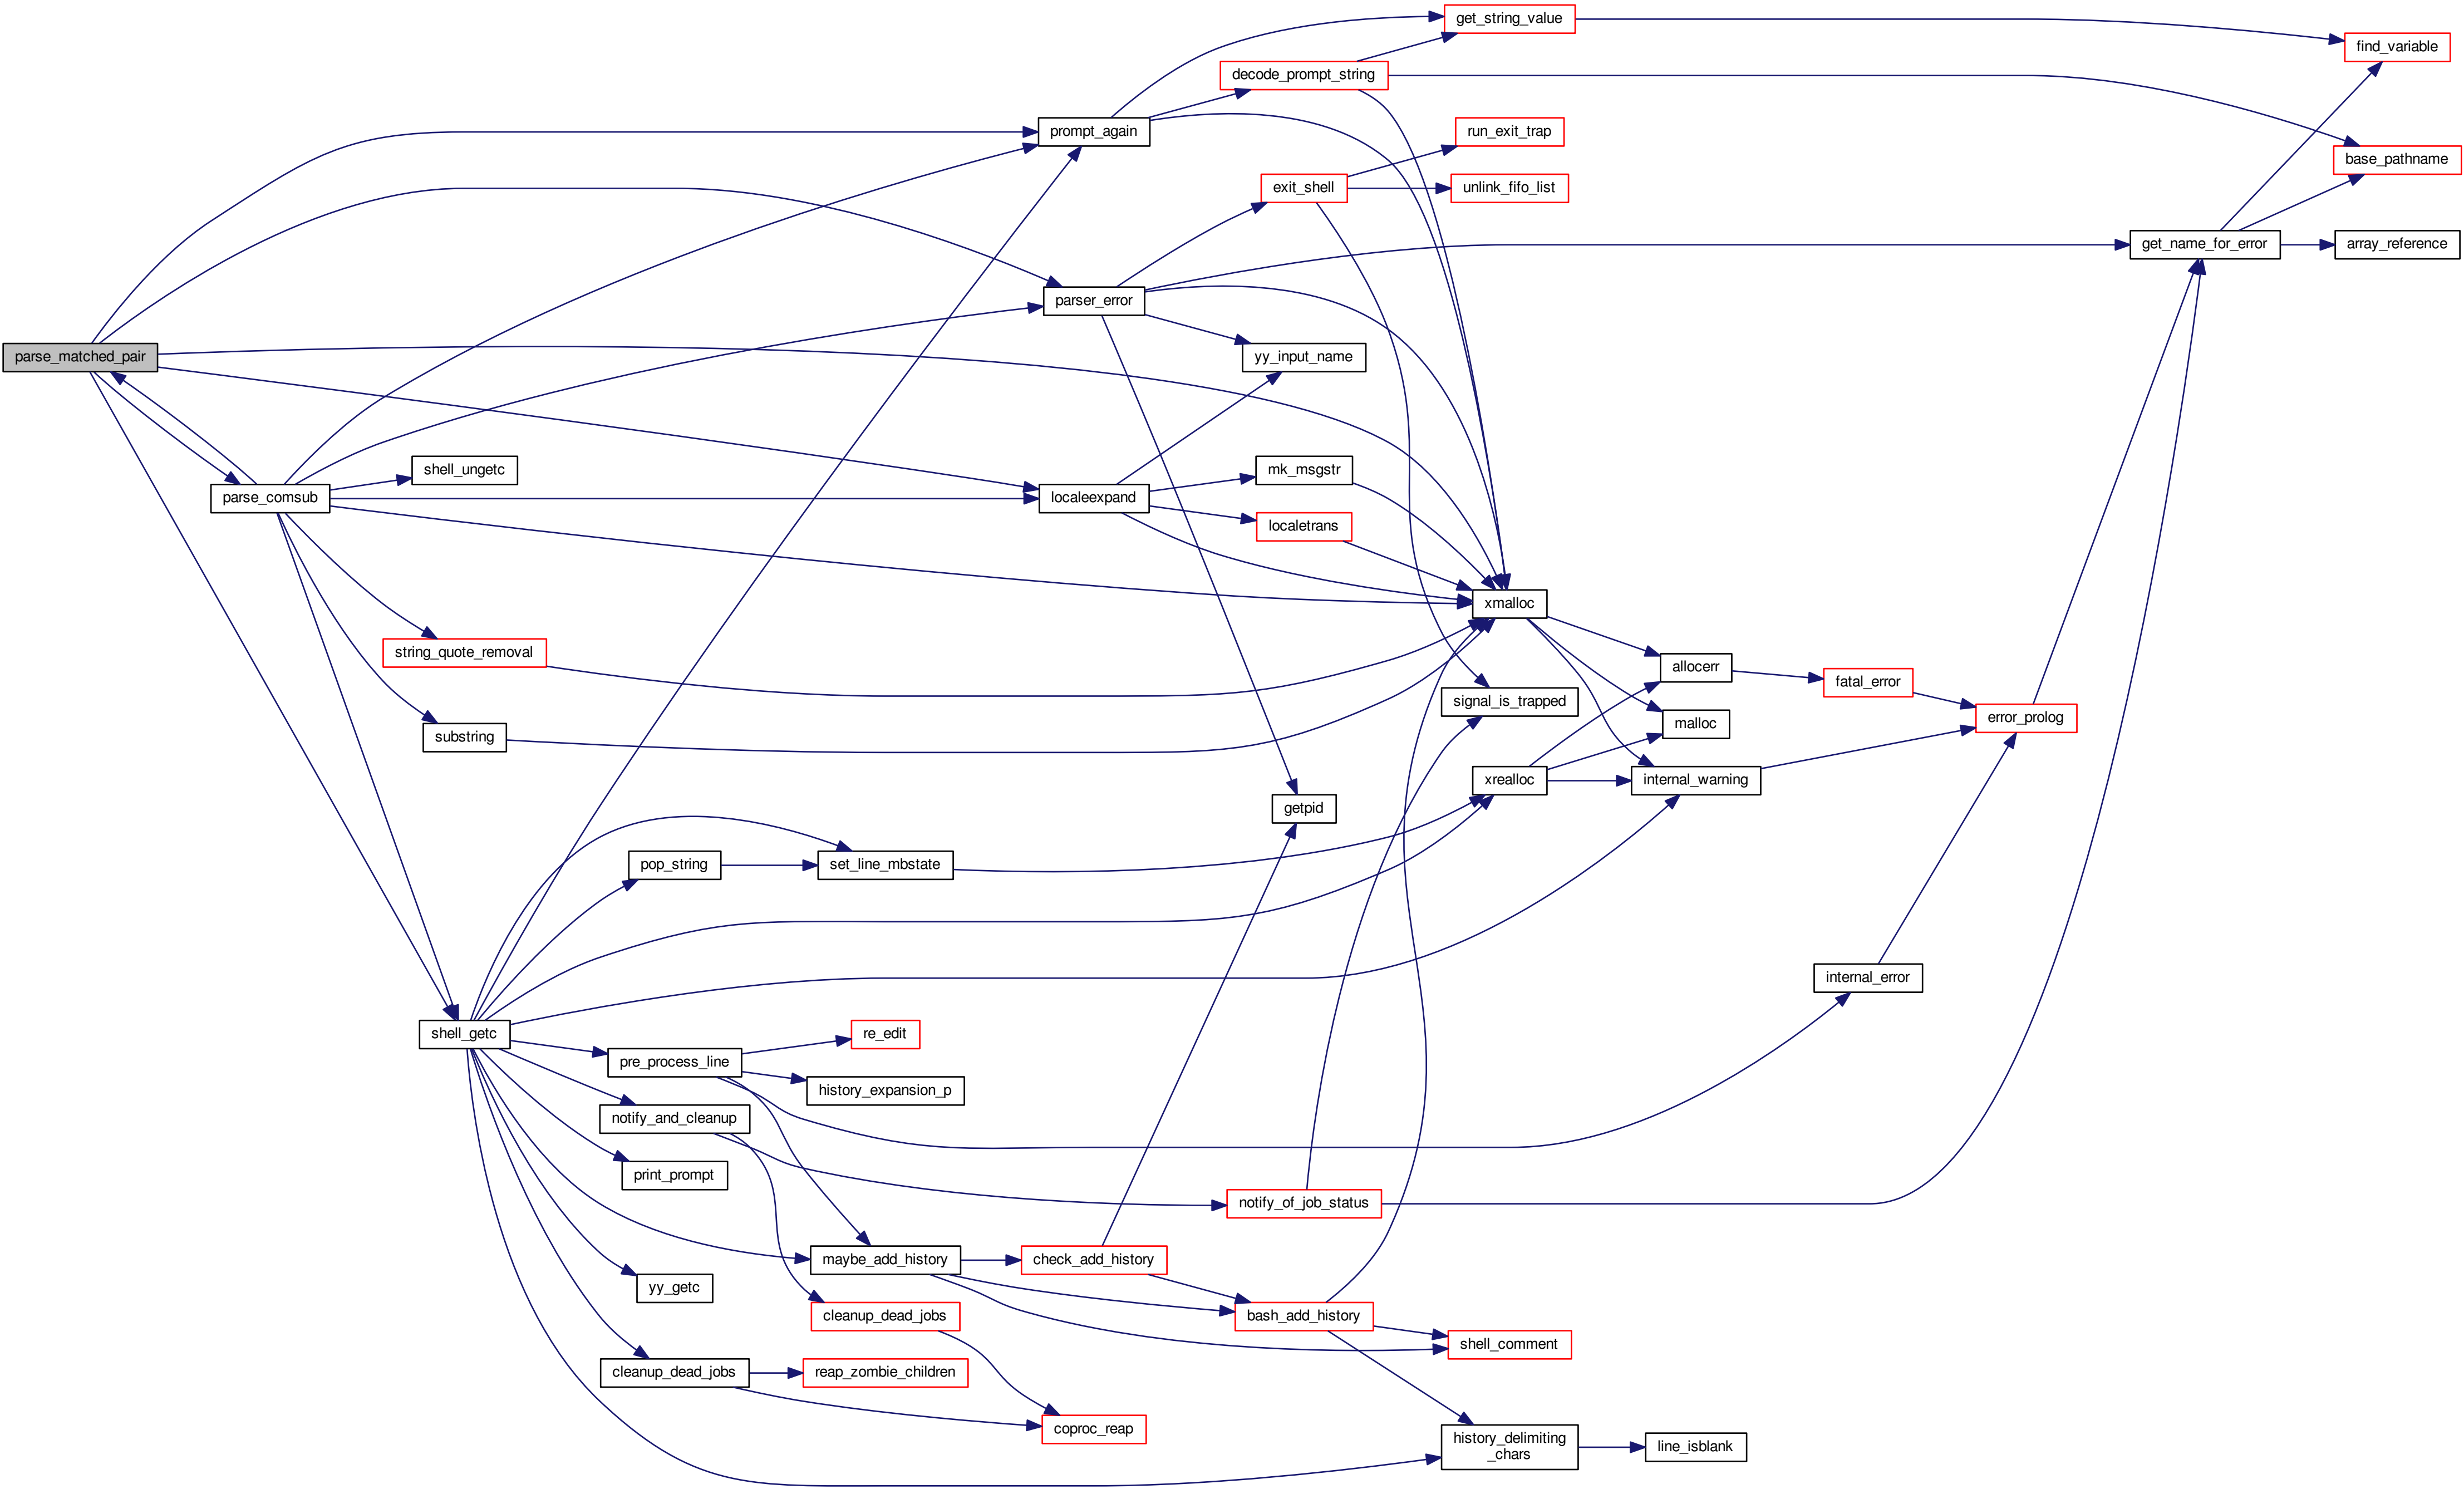 get_string_value
find_variable
decode_prompt_string
prompt_again
run_exit_trap
base_pathname
exit_shell
unlink_fifo_list
get_name_for_error
array_reference
parser_error
parse_matched_pair
yy_input_name
shell_ungetc
mk_msgstr
parse_comsub
localeexpand
localetrans
xmalloc
string_quote_removal
allocerr
fatal_error
signal_is_trapped
error_prolog
malloc
substring
xrealloc
internal_warning
getpid
pop_string
set_line_mbstate
internal_error
shell_getc
re_edit
pre_process_line
history_expansion_p
notify_and_cleanup
print_prompt
notify_of_job_status
maybe_add_history
check_add_history
yy_getc
cleanup_dead_jobs
bash_add_history
shell_comment
cleanup_dead_jobs
reap_zombie_children
coproc_reap
history_delimiting
_chars
line_isblank